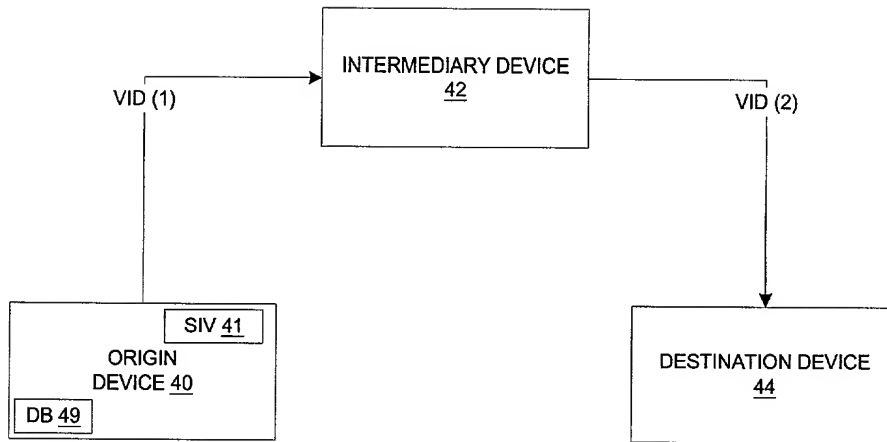 INTERMEDIARY DEVICE
42
VID (1)
VID (2)
SIV 41
ORIGIN
DEVICE 40
DB 49
DESTINATION DEVICE
44